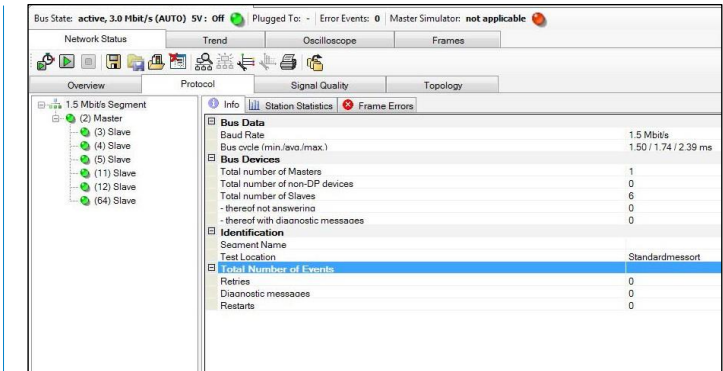 Bus State: active, 3.0 Mbit/s (AUTO) 5V: Off Plugged To: - Error Events: 0 Master Simulator: not applicable
Network Status Trend Oscilloscope Frames
Overview Protocol Signal Quality Topology
1.5 Mbit/s Segment
(2) Master
(3) Slave
(4) Slave
(5) Slave
(11) Slave
(12) Slave
(64) Slave
Info Station Statistics Frame Errors
Bus Data
Baud Rate 1.5 Mbit/s
Bus cycle (min./avg./max.) 1.50 / 1.74 / 2.39 ms
Bus Devices
Total number of Masters 1
Total number of non-DP devices 0
Total number of Slaves 6
- thereof not answering 0
- thereof with diagnostic messages 0
Identification
Segment Name
Test Location Standardmessort
Total Number of Events
Retries 0
Diagnostic messages 0
Restarts 0